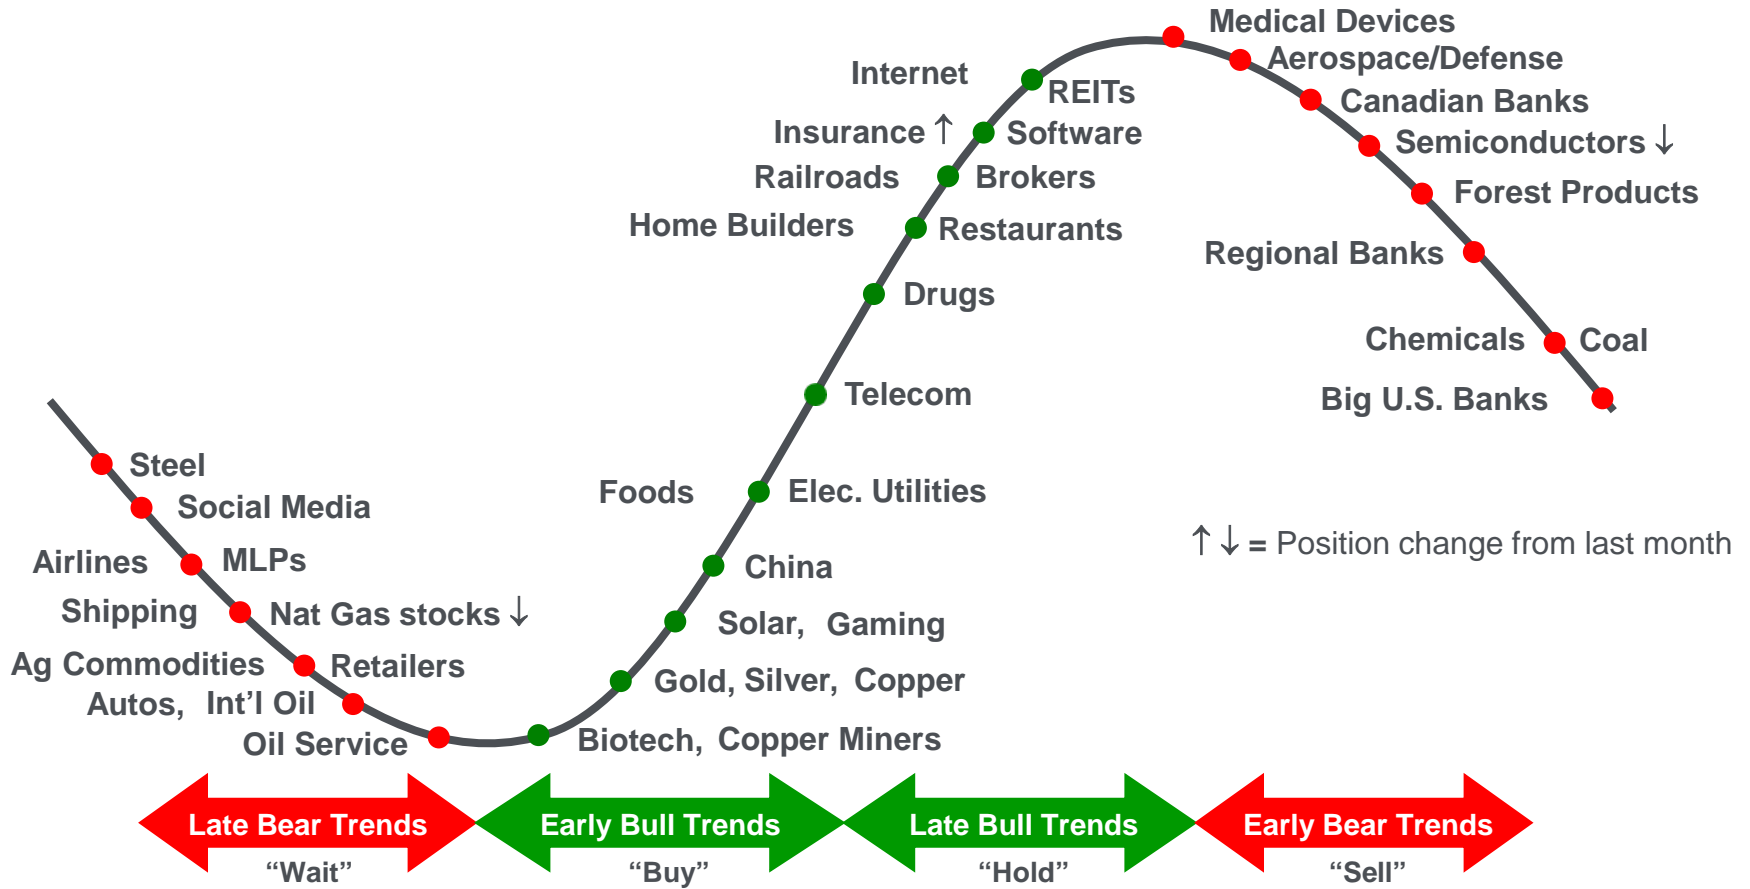 Medical Devices
Aerospace/Defense
Internet
REITs
Canadian Banks
Insurance ↑ Software
Semiconductors ↓
Railroads Brokers
Forest Products
Home Builders Restaurants
Regional Banks
Drugs
Chemicals Coal
Telecom
Big U.S. Banks
Steel
Foods Elec. Utilities
Social Media
↑↓ = Position change from last month
Airlines MLPs
China
Shipping Nat Gas stocks ↓
Solar, Gaming
Ag Commodities Retailers
Gold, Silver, Copper
Autos, Int’l Oil
Oil Service
Biotech, Copper Miners
Late Bear Trends Early Bull Trends Late Bull Trends Early Bear Trends
“Wait” “Buy” “Hold” “Sell”